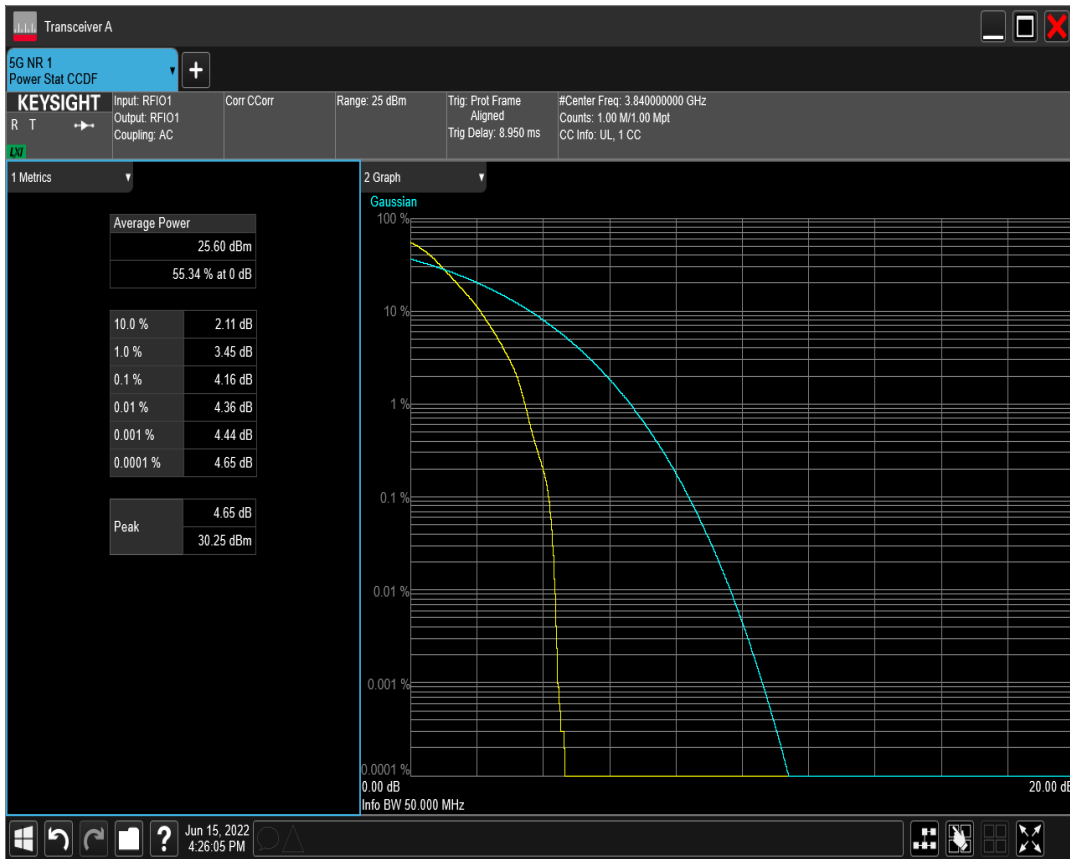 Transceiver A
5G NR 1
Power Stat CCDF
+
KEYSIGHT
R T
LXI
Input: RFIO1
Output: RFIO1
Coupling: AC
Corr CCorr
Range: 25 dBm
Trig: Prot Frame
Aligned
Trig Delay: 8.950 ms
#Center Freq: 3.840000000 GHz
Counts: 1.00 M/1.00 Mpt
CC Info: UL, 1 CC
1 Metrics
Average Power
25.60 dBm
55.34 % at 0 dB
10.0 % 2.11 dB
1.0 % 3.45 dB
0.1 % 4.16 dB
0.01 % 4.36 dB
0.001 % 4.44 dB
0.0001 % 4.65 dB
Peak 4.65 dB
30.25 dBm
2 Graph
Gaussian
100 %
10 %
1 %
0.1 %
0.01 %
0.001 %
0.0001 %
0.00 dB 20.00 dB
Info BW 50.000 MHz
?
Jun 15, 2022
4:26:05 PM